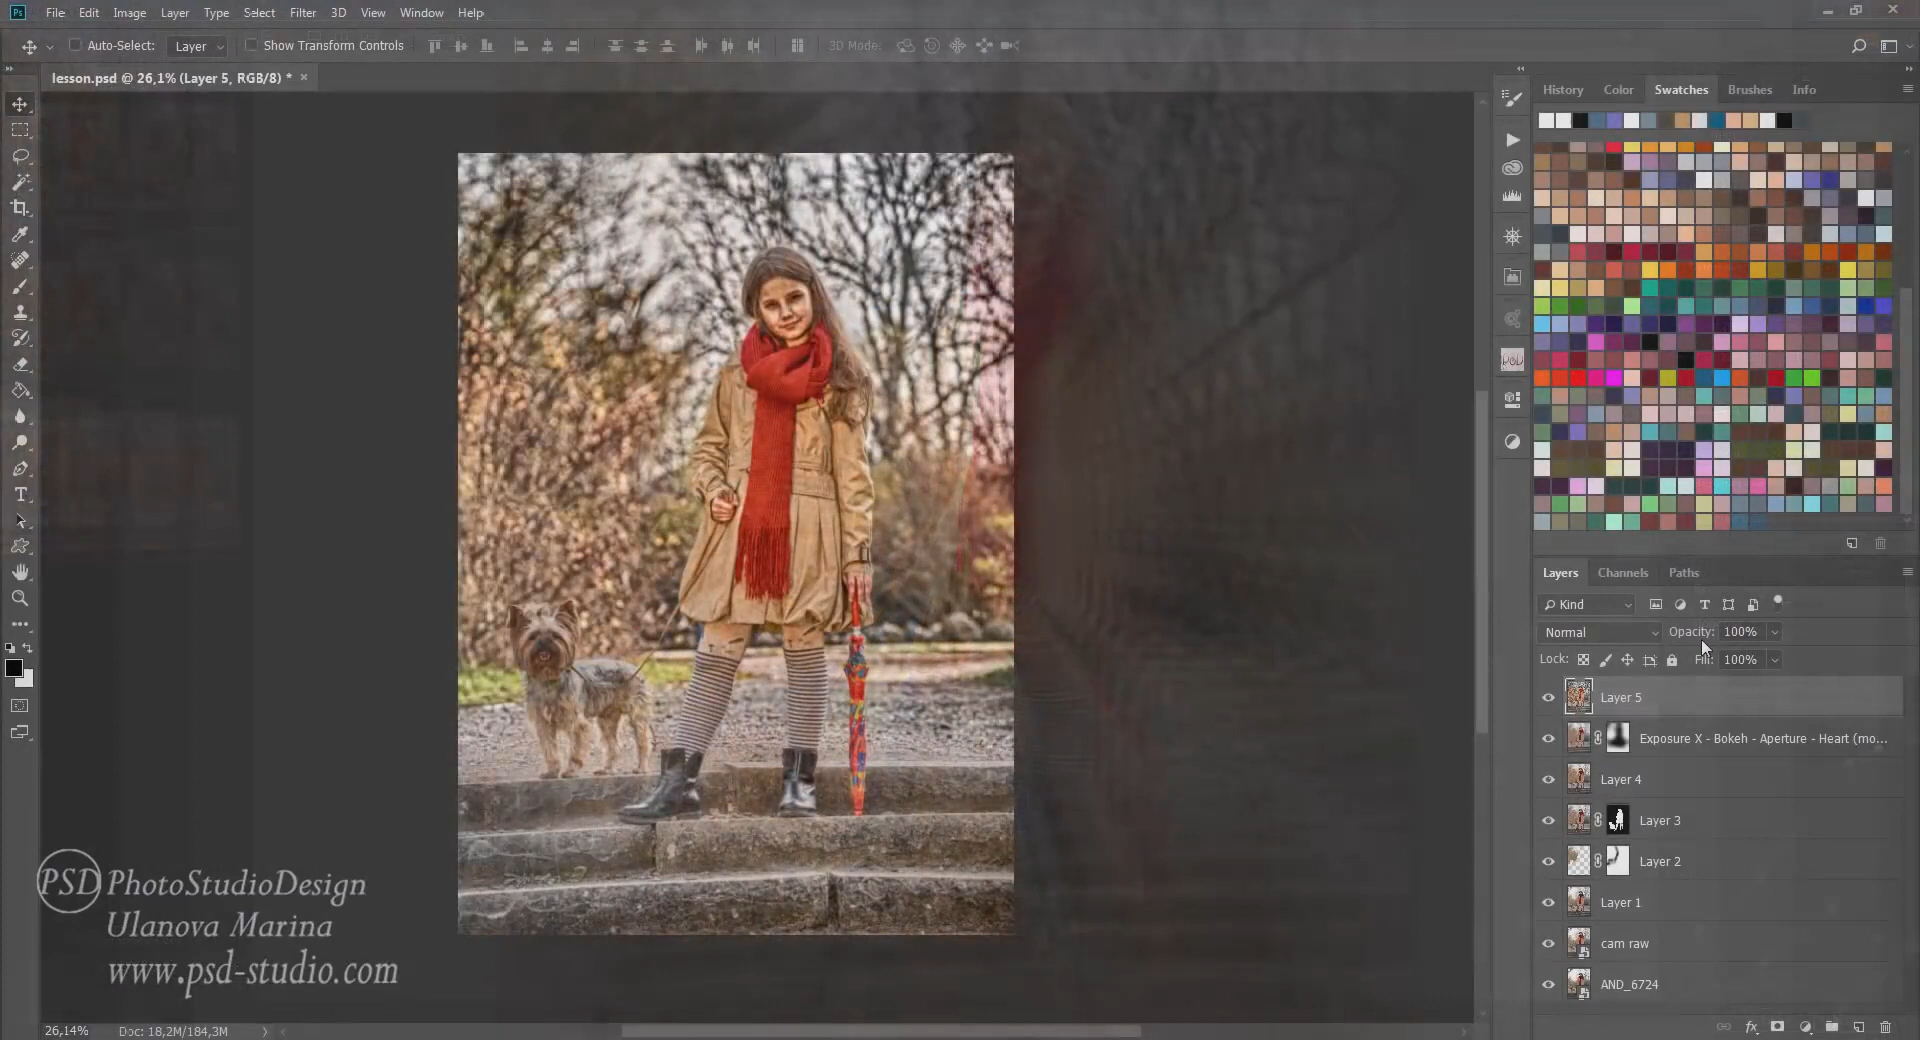 Ps File Edit Image Layer Type Select Filter 3D View Window Help
Auto-Select: Layer Show Transform Controls 3D Mode:
lesson.psd @ 26,1% (Layer 5, RGB/8) * ×
History Color Swatches Brushes Info
Layers Channels Paths
Kind
Normal Opacity: 100%
Lock: Fill: 100%
Layer 5
Exposure X - Bokeh - Aperture - Heart (mo...
Layer 4
Layer 3
Layer 2
Layer 1
cam raw
AND_6724
PSD PhotoStudioDesign
Ulanova Marina
www.psd-studio.com
26,14% Doc: 18,2M/184,3M